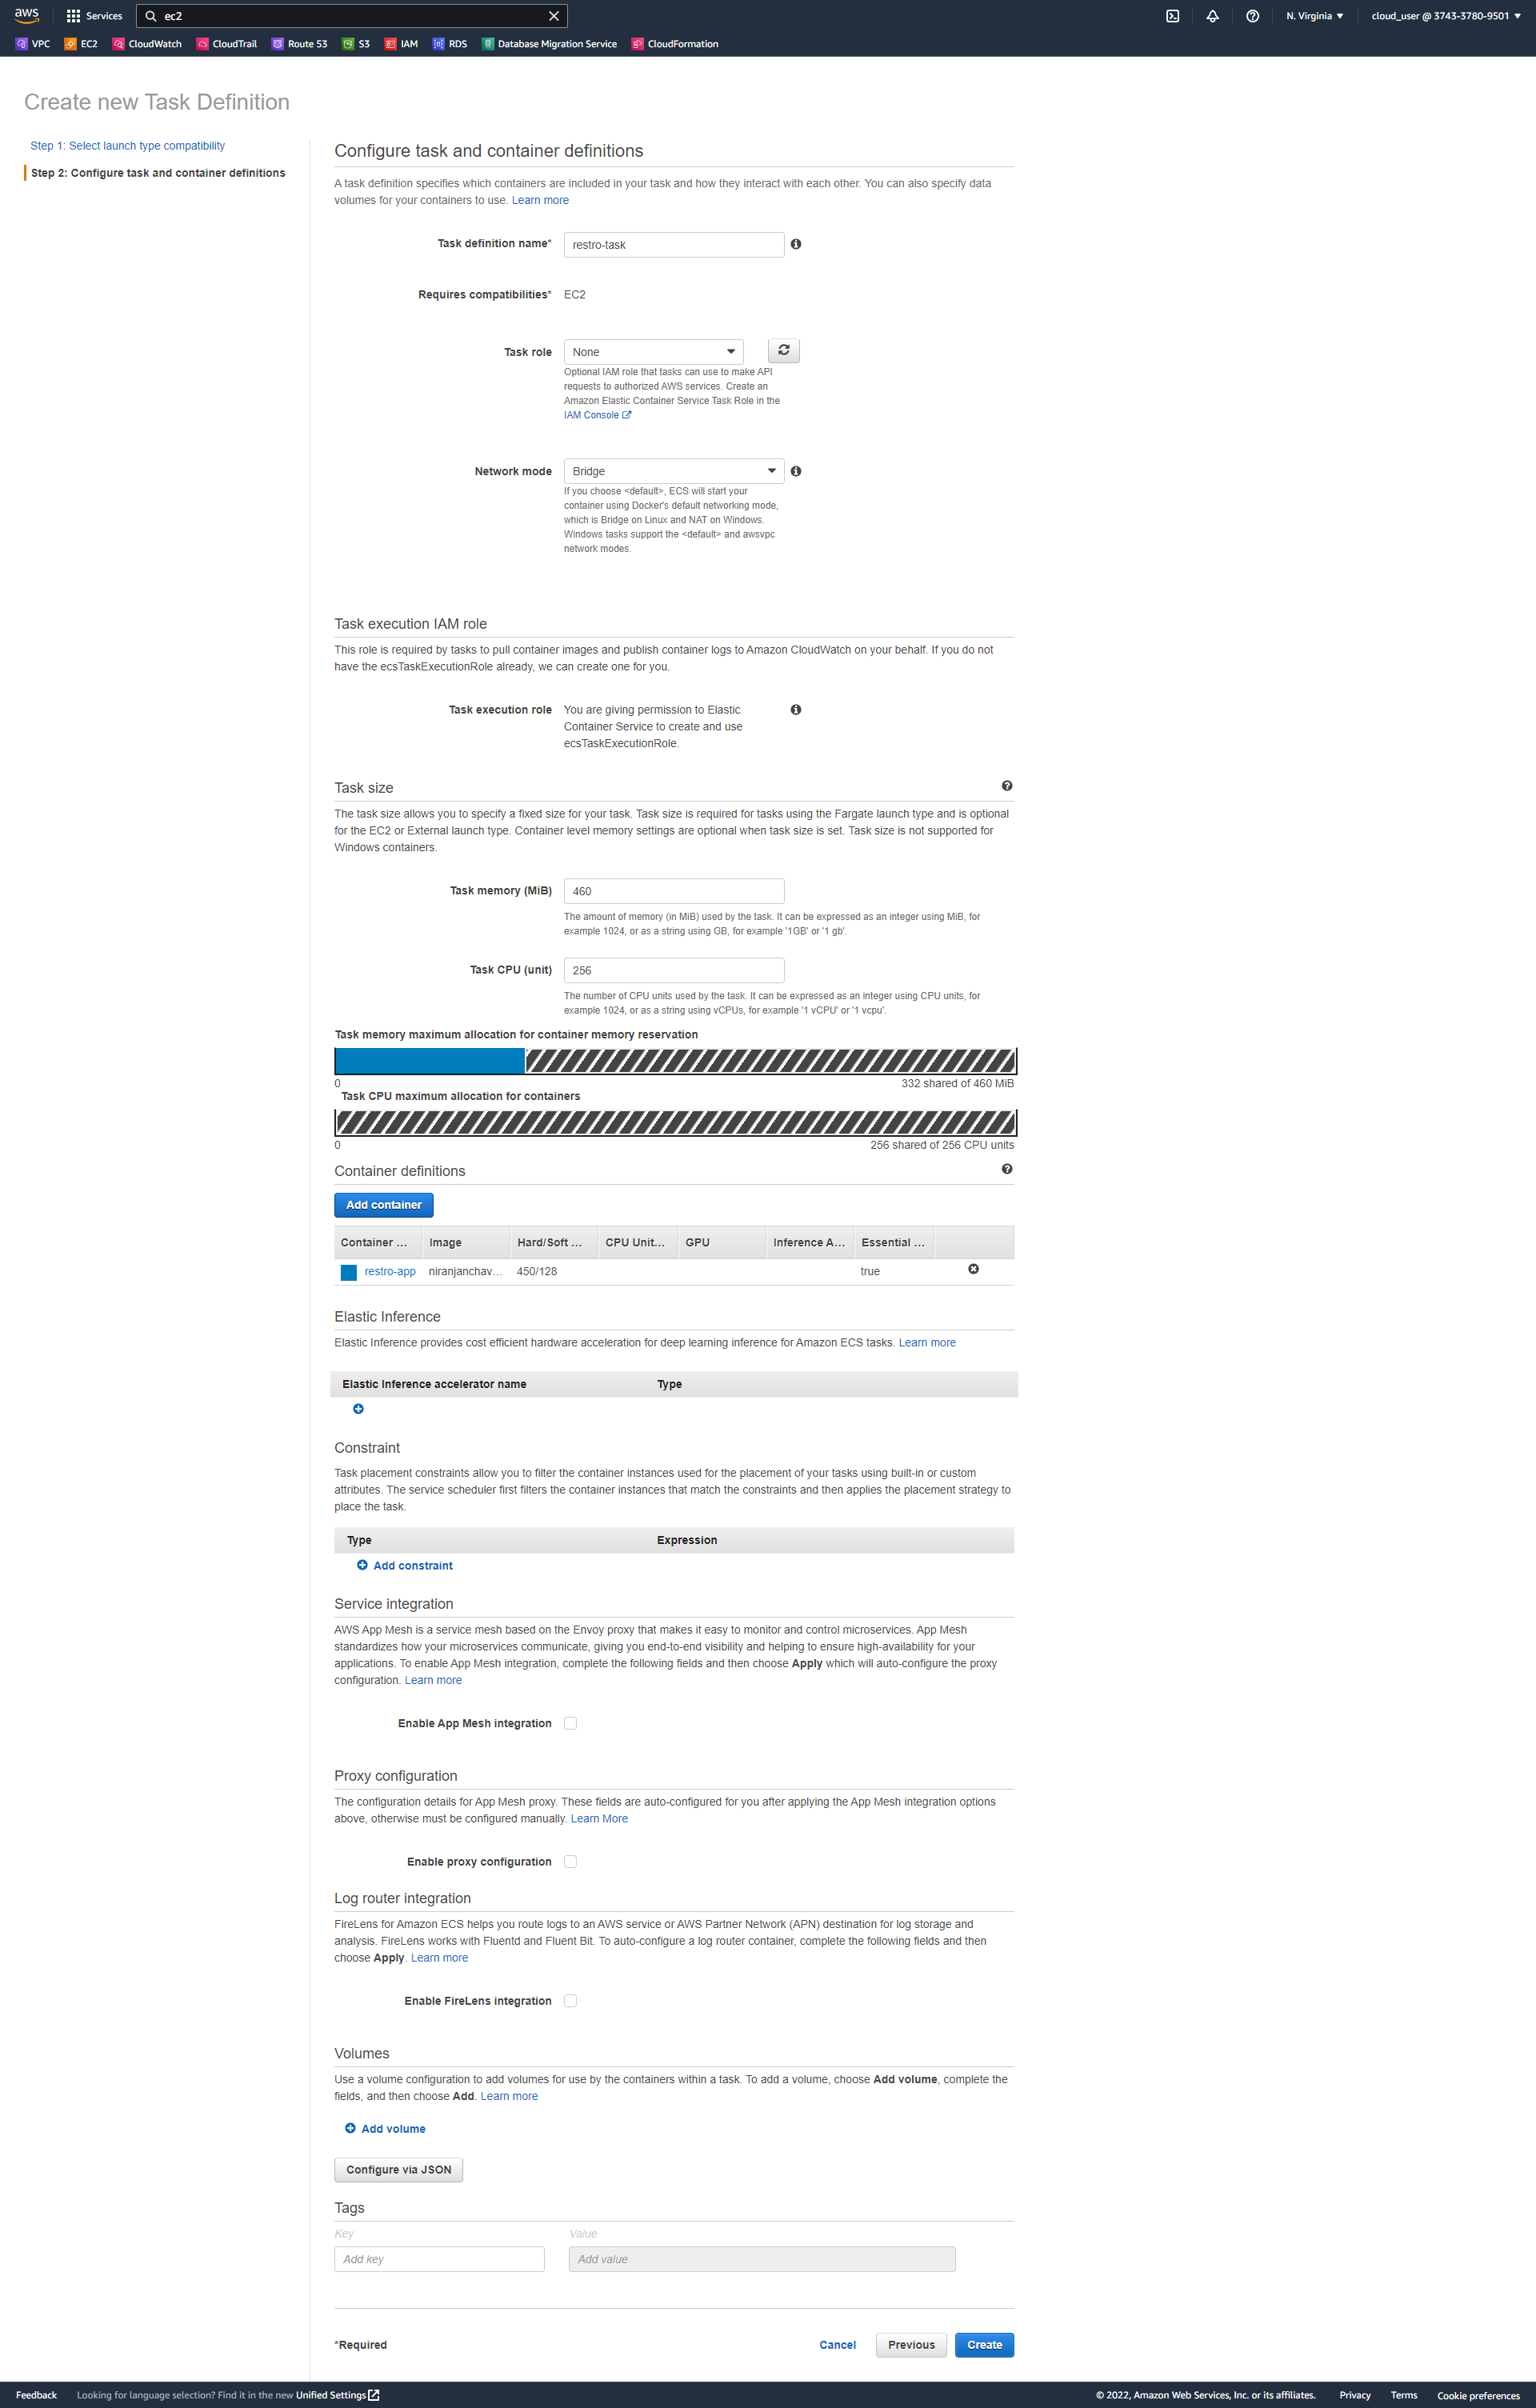 aws
Services
ec2
N. Virginia
cloud_user @ 3743-3780-9501
VPC
EC2
CloudWatch
CloudTrail
Route 53
S3
IAM
RDS
Database Migration Service
CloudFormation
Create new Task Definition
Step 1: Select launch type compatibility
Step 2: Configure task and container definitions
Configure task and container definitions
A task definition specifies which containers are included in your task and how they interact with each other. You can also specify data
volumes for your containers to use. Learn more
Task definition name*
restro-task
Requires compatibilities*
EC2
Task role
None
Optional IAM role that tasks can use to make API
requests to authorized AWS services. Create an
Amazon Elastic Container Service Task Role in the
IAM Console
Network mode
Bridge
If you choose <default>, ECS will start your
container using Docker's default networking mode,
which is Bridge on Linux and NAT on Windows.
Windows tasks support the <default> and awsvpc
network modes.
Task execution IAM role
This role is required by tasks to pull container images and publish container logs to Amazon CloudWatch on your behalf. If you do not
have the ecsTaskExecutionRole already, we can create one for you.
Task execution role
You are giving permission to Elastic
Container Service to create and use
ecsTaskExecutionRole.
Task size
The task size allows you to specify a fixed size for your task. Task size is required for tasks using the Fargate launch type and is optional
for the EC2 or External launch type. Container level memory settings are optional when task size is set. Task size is not supported for
Windows containers.
Task memory (MiB)
460
The amount of memory (in MiB) used by the task. It can be expressed as an integer using MiB, for
example 1024, or as a string using GB, for example '1GB' or '1 gb'.
Task CPU (unit)
256
The number of CPU units used by the task. It can be expressed as an integer using CPU units, for
example 1024, or as a string using vCPUs, for example '1 vCPU' or '1 vcpu'.
Task memory maximum allocation for container memory reservation
0
332 shared of 460 MiB
Task CPU maximum allocation for containers
0
256 shared of 256 CPU units
Container definitions
Add container
Container ...
Image
Hard/Soft ...
CPU Unit...
GPU
Inference A...
Essential ...
restro-app
niranjanchav...
450/128
true
Elastic Inference
Elastic Inference provides cost efficient hardware acceleration for deep learning inference for Amazon ECS tasks. Learn more
Elastic Inference accelerator name
Type
Constraint
Task placement constraints allow you to filter the container instances used for the placement of your tasks using built-in or custom
attributes. The service scheduler first filters the container instances that match the constraints and then applies the placement strategy to
place the task.
Type
Expression
Add constraint
Service integration
AWS App Mesh is a service mesh based on the Envoy proxy that makes it easy to monitor and control microservices. App Mesh
standardizes how your microservices communicate, giving you end-to-end visibility and helping to ensure high-availability for your
applications. To enable App Mesh integration, complete the following fields and then choose Apply which will auto-configure the proxy
configuration. Learn more
Enable App Mesh integration
Proxy configuration
The configuration details for App Mesh proxy. These fields are auto-configured for you after applying the App Mesh integration options
above, otherwise must be configured manually. Learn More
Enable proxy configuration
Log router integration
FireLens for Amazon ECS helps you route logs to an AWS service or AWS Partner Network (APN) destination for log storage and
analysis. FireLens works with Fluentd and Fluent Bit. To auto-configure a log router container, complete the following fields and then
choose Apply. Learn more
Enable FireLens integration
Volumes
Use a volume configuration to add volumes for use by the containers within a task. To add a volume, choose Add volume, complete the
fields, and then choose Add. Learn more
Add volume
Configure via JSON
Tags
Key
Value
Add key
Add value
*Required
Cancel
Previous
Create
Feedback
Looking for language selection? Find it in the new Unified Settings
© 2022, Amazon Web Services, Inc. or its affiliates.
Privacy
Terms
Cookie preferences